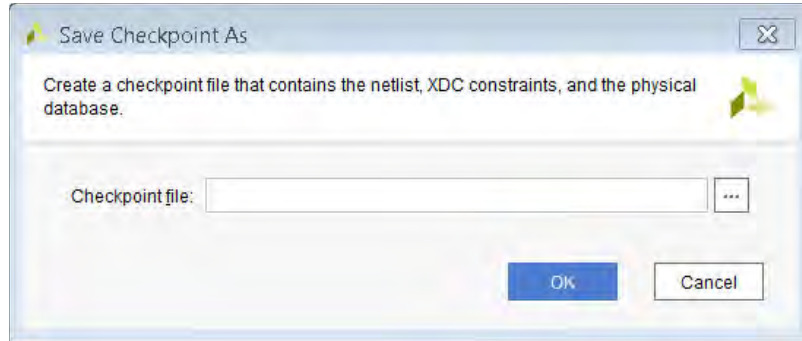 Save Checkpoint As
Create a checkpoint file that contains the netlist, XDC constraints, and the physical
database.
Checkpoint file:
...
OK
Cancel